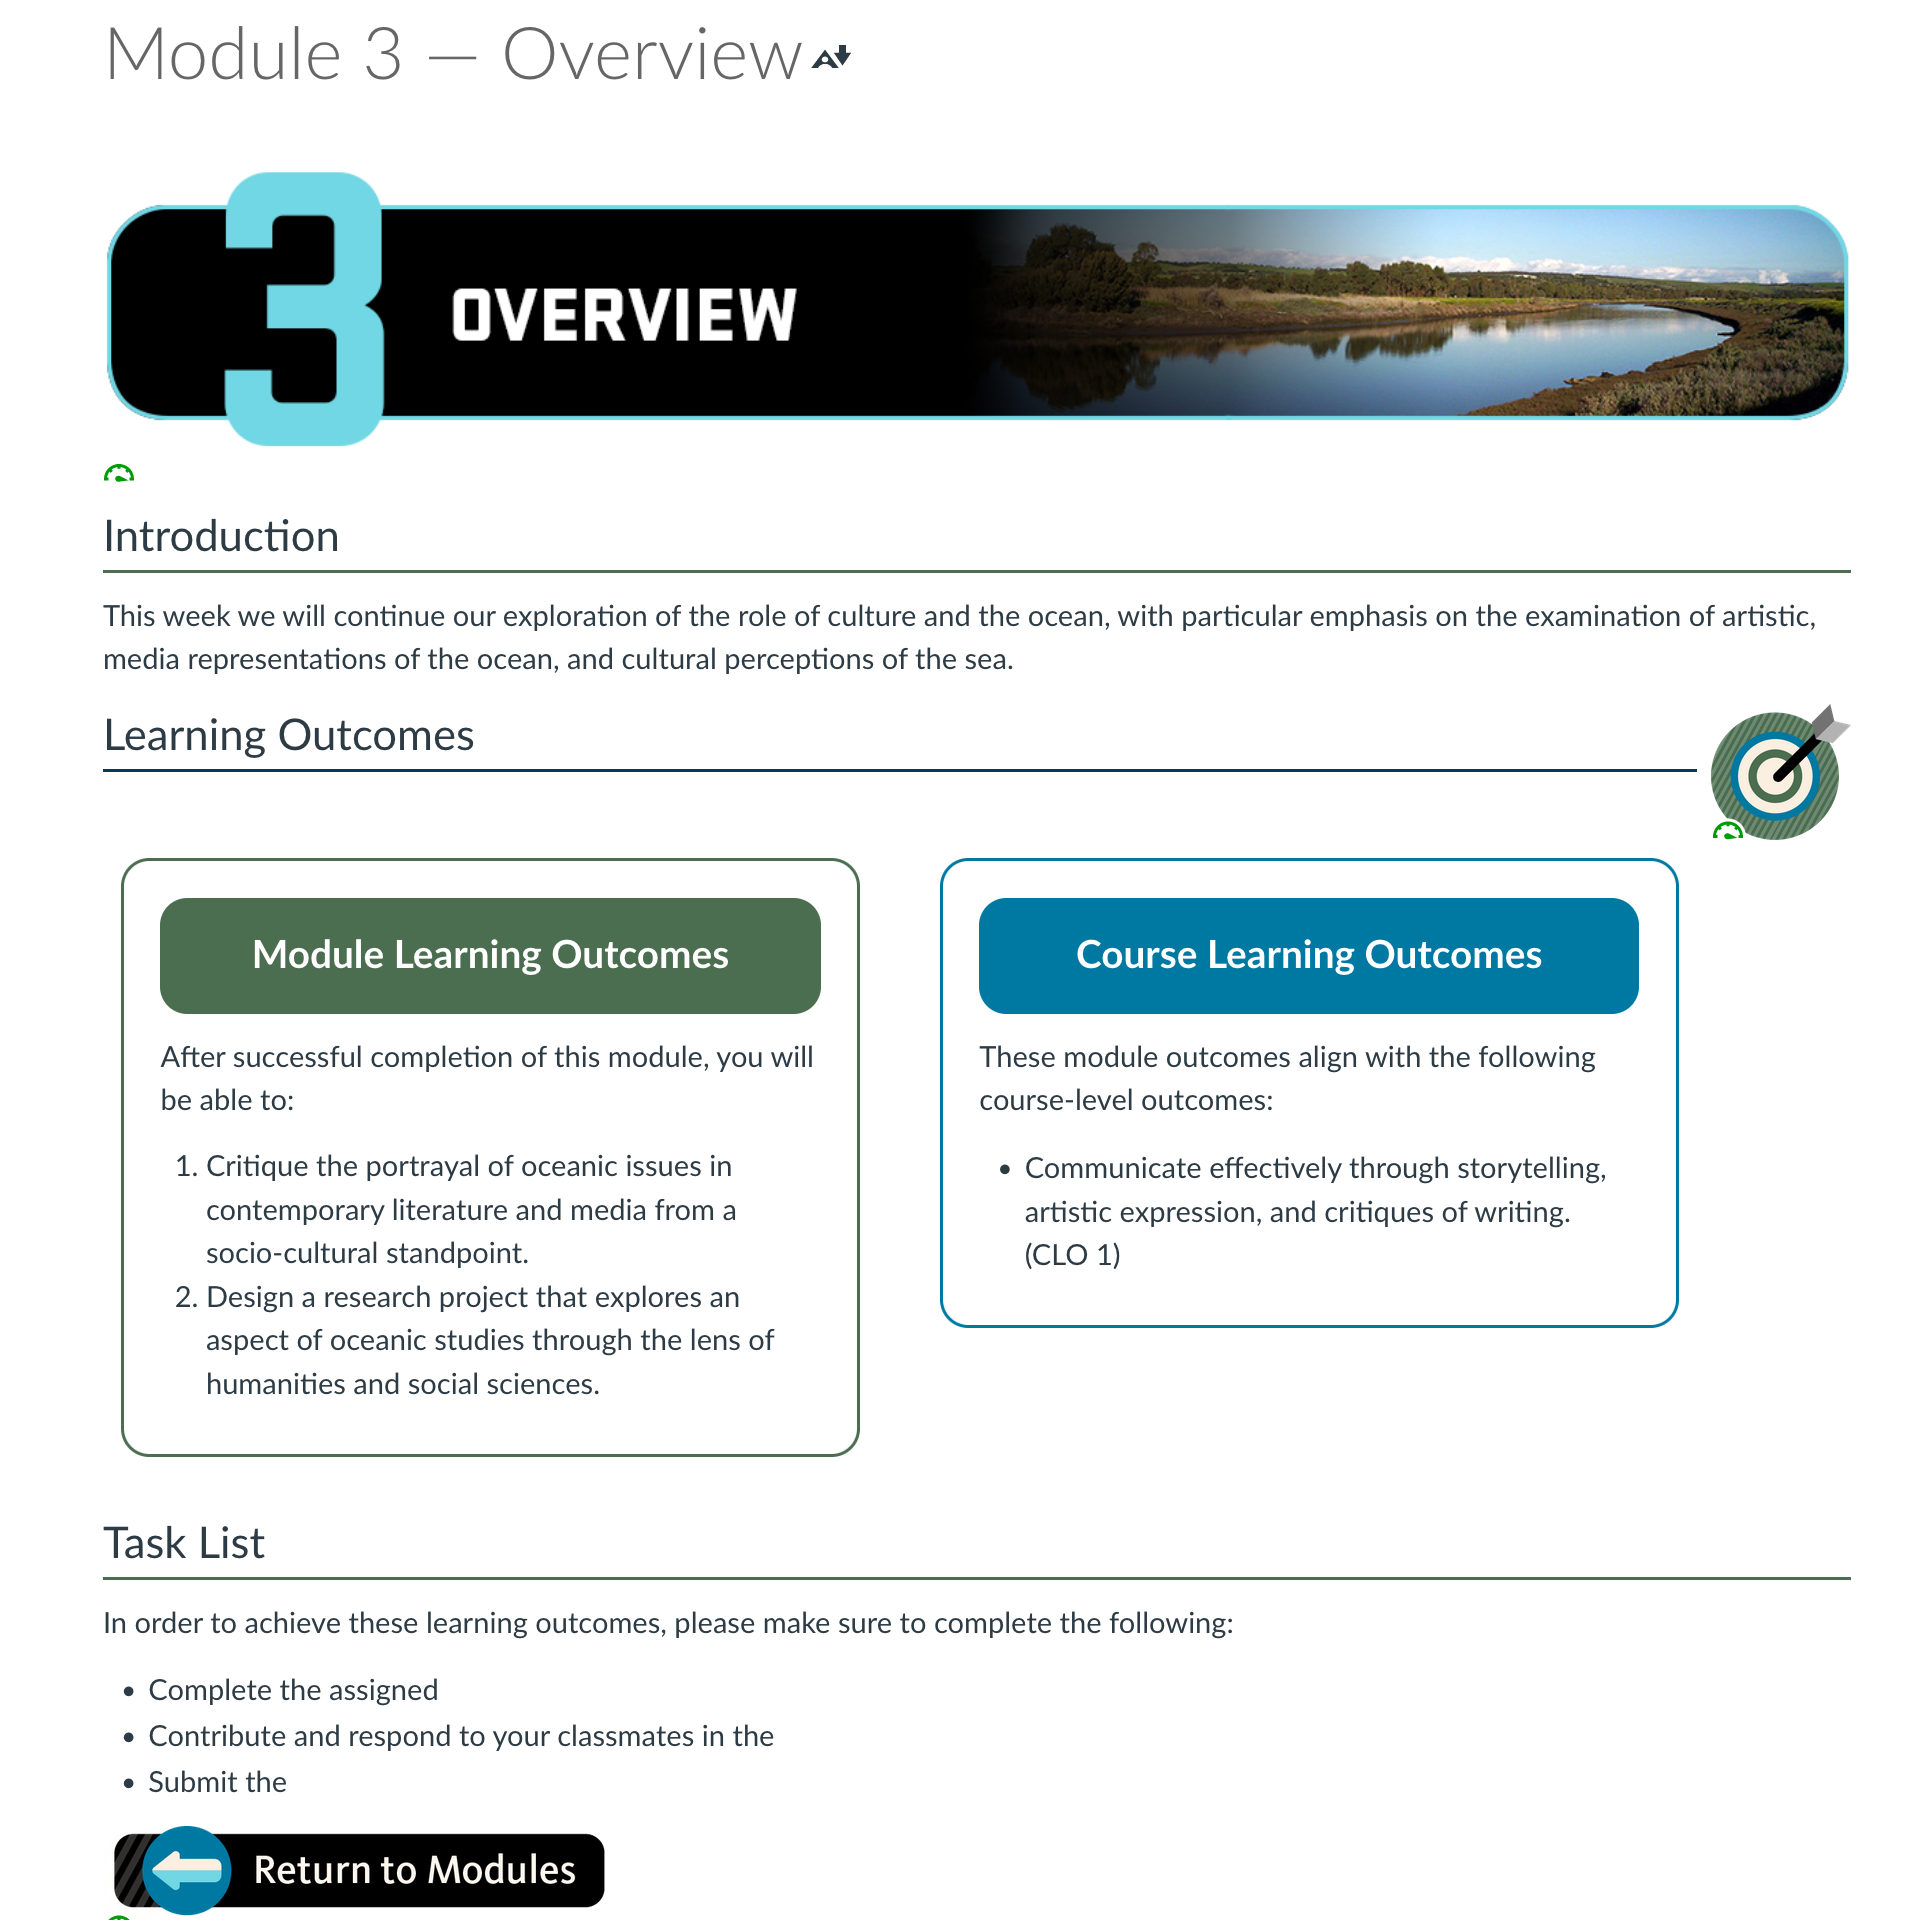 Module 3 — Overview
3
OVERVIEW
Introduction
This week we will continue our exploration of the role of culture and the ocean, with particular emphasis on the examination of artistic,
media representations of the ocean, and cultural perceptions of the sea.
Learning Outcomes
Module Learning Outcomes
After successful completion of this module, you will
be able to:
1. Critique the portrayal of oceanic issues in
contemporary literature and media from a
socio-cultural standpoint.
2. Design a research project that explores an
aspect of oceanic studies through the lens of
humanities and social sciences.
Course Learning Outcomes
These module outcomes align with the following
course-level outcomes:
• Communicate effectively through storytelling,
artistic expression, and critiques of writing.
(CLO 1)
Task List
In order to achieve these learning outcomes, please make sure to complete the following:
• Complete the assigned
• Contribute and respond to your classmates in the
• Submit the
Return to Modules